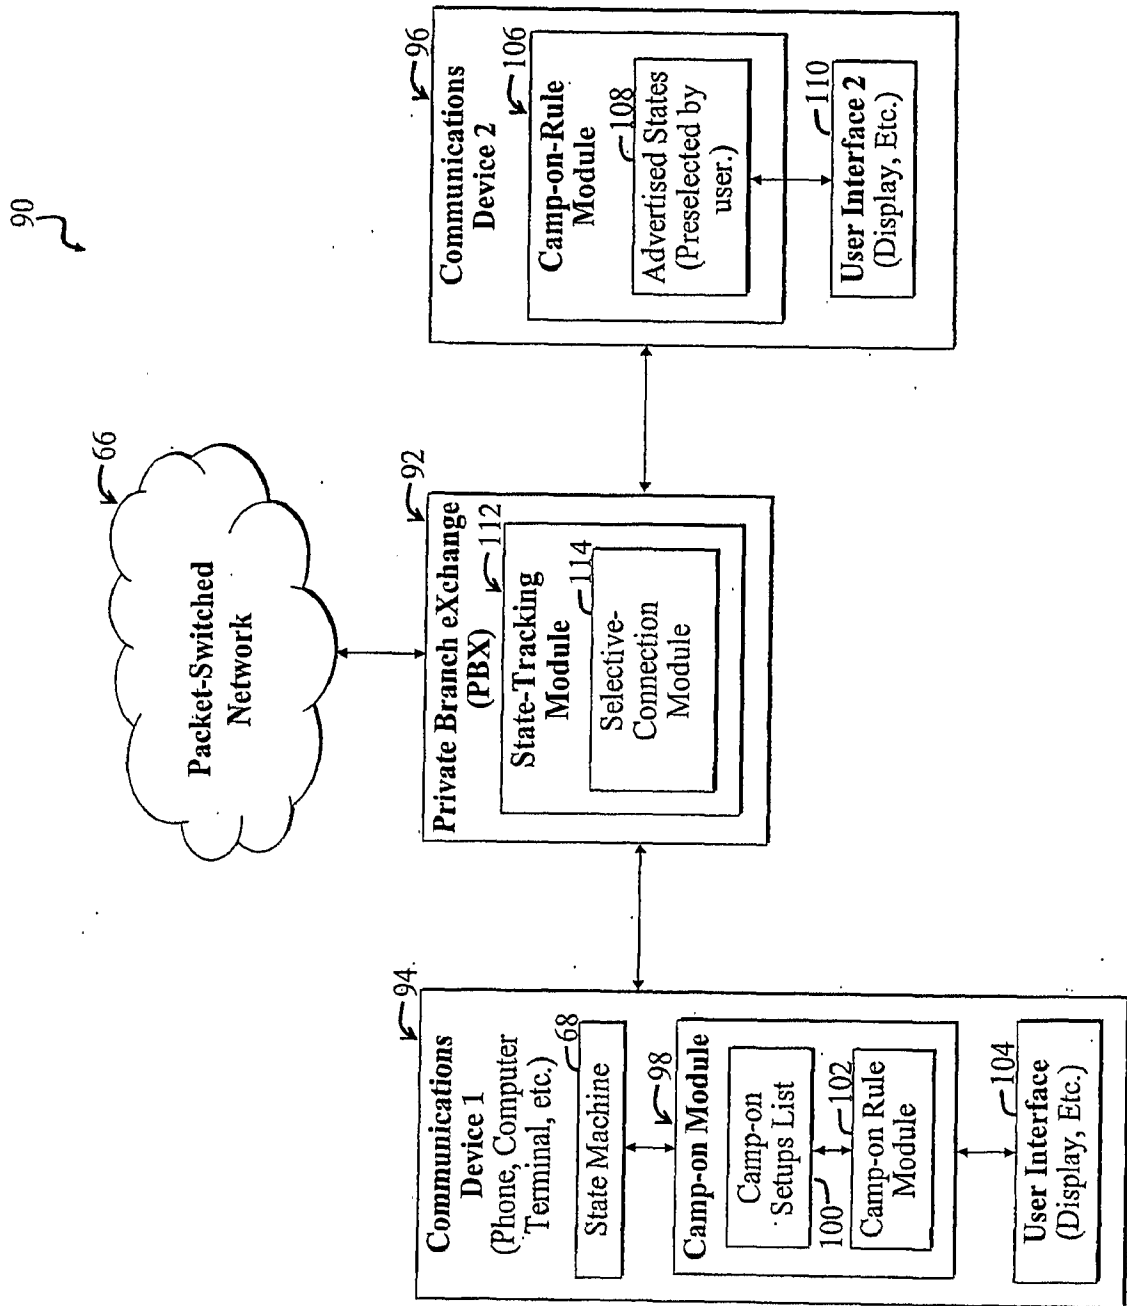 90
66
Packet-Switched
Network
94
Communications
Device 1
(Phone, Computer
Terminal, etc.)
68
State Machine
98
Camp-on Module
Camp-on
Setups List
100
102
Camp-on Rule
Module
104
User Interface
(Display, Etc.)
92
Private Branch eXchange
(PBX)
112
State-Tracking
Module
114
Selective-
Connection
Module
96
Communications
Device 2
106
Camp-on-Rule
Module
108
Advertised States
(Preselected by
user.)
110
User Interface 2
(Display, Etc.)